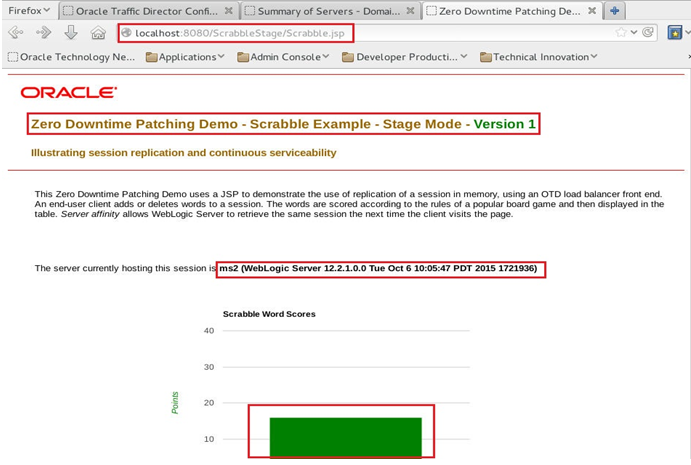 Firefox
Oracle Traffic Director Confi...
Summary of Servers - Domai...
Zero Downtime Patching De...
localhost:8080/ScrabbleStage/Scrabble.jsp
Oracle Technology Ne...
Applications
Admin Console
Developer Producti...
Technical Innovation
ORACLE
Zero Downtime Patching Demo - Scrabble Example - Stage Mode - Version 1
Illustrating session replication and continuous serviceability
This Zero Downtime Patching Demo uses a JSP to demonstrate the use of replication of a session in memory, using an OTD load balancer front end.
An end-user client adds or deletes words to a session. The words are scored according to the rules of a popular board game and then displayed in the
table. Server affinity allows WebLogic Server to retrieve the same session the next time the client visits the page.
The server currently hosting this session is ms2 (WebLogic Server 12.2.1.0.0 Tue Oct 6 10:05:47 PDT 2015 1721936)
Scrabble Word Scores
40
30
Points
20
10